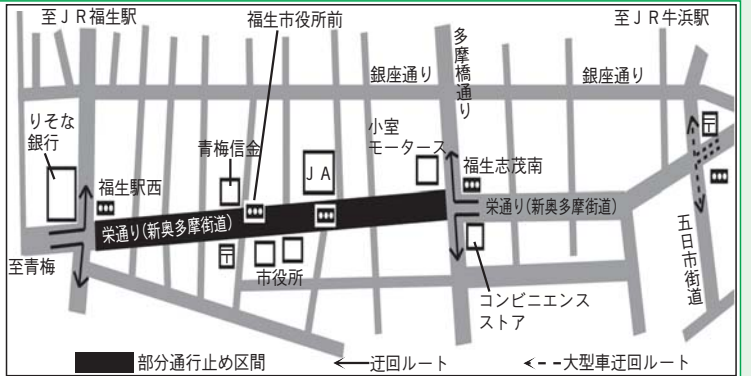 至JR福生駅
福生市役所前
多摩橋通り
至JR牛浜駅
銀座通り
銀座通り
りそな
銀行
青梅信金
小室
モータース
JA
福生駅西
福生志茂南
栄通り(新奥多摩街道)
栄通り(新奥多摩街道)
至青梅
市役所
コンビニエンス
ストア
五日市街道
部分通行止め区間
迂回ルート
大型車迂回ルート